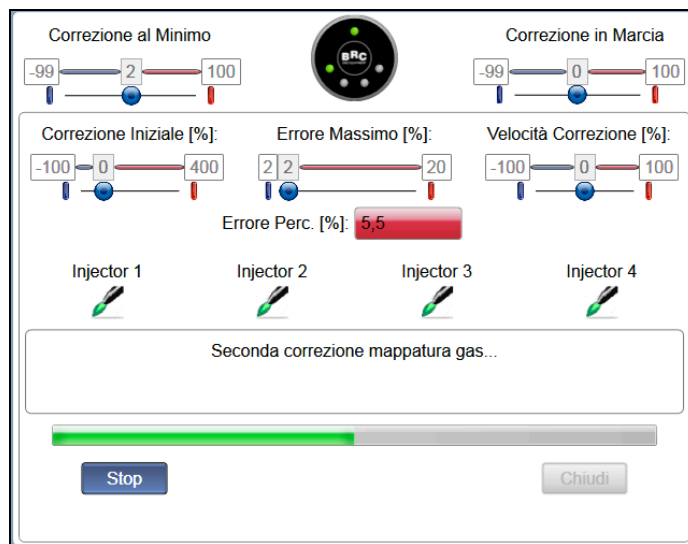 Correzione al Minimo
Correzione in Marcia
-99 2 100
BRC
-99 0 100
Correzione Iniziale [%]:
Errore Massimo [%]:
Velocità Correzione [%]:
-100 0 400
2 2 20
-100 0 100
Errore Perc. [%]: 5,5
Injector 1
Injector 2
Injector 3
Injector 4
Seconda correzione mappatura gas...
Stop
Chiudi